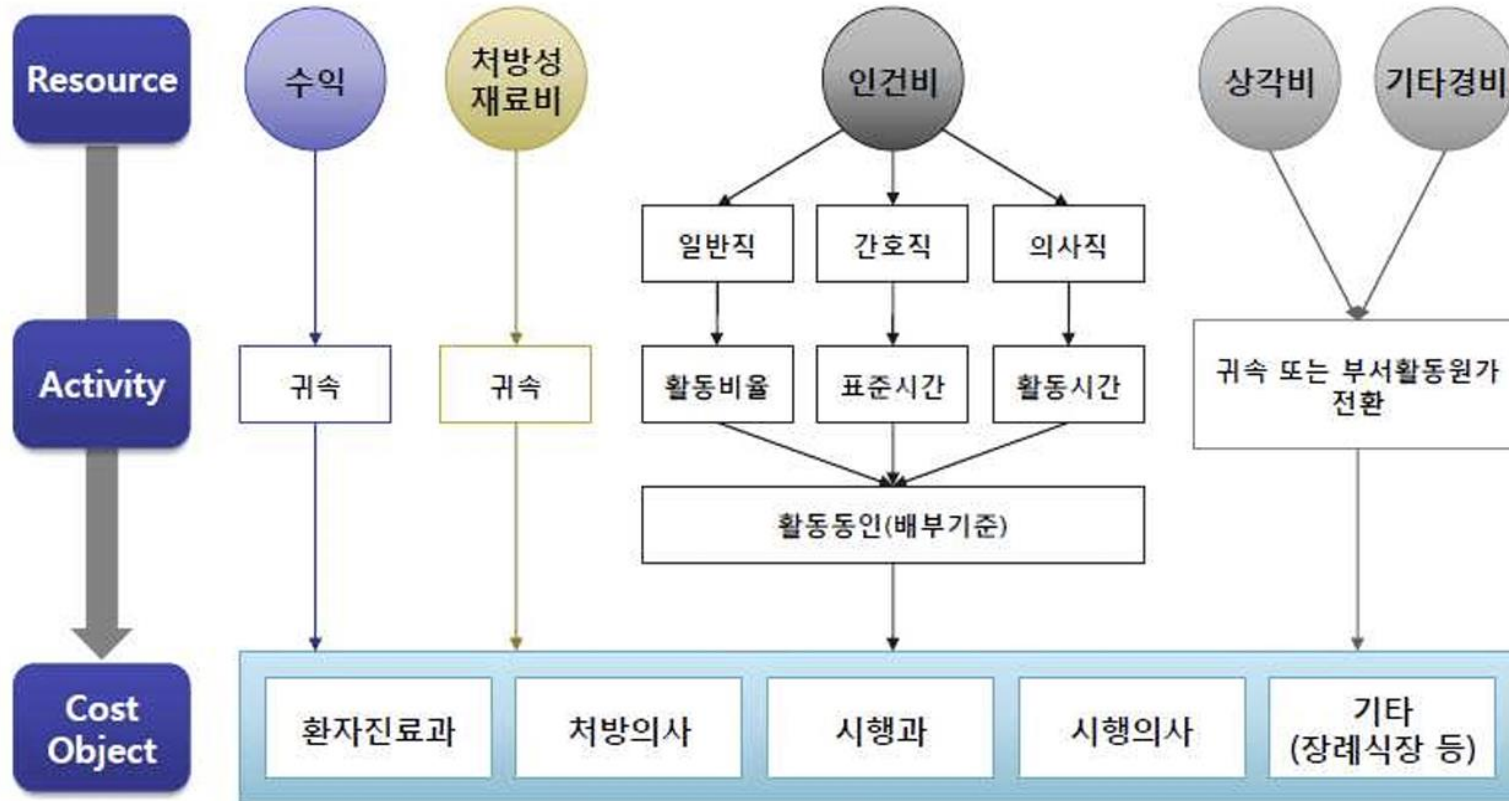 Resource
수익
처방성
재료비
인건비
상각비
기타경비
일반직
간호직
의사직
Activity
귀속
귀속
활동비율
표준시간
활동시간
귀속 또는 부서활동원가
전환
활동동인(배부기준)
Cost
Object
환자진료과
처방의사
시행과
시행의사
기타
(장례식장 등)